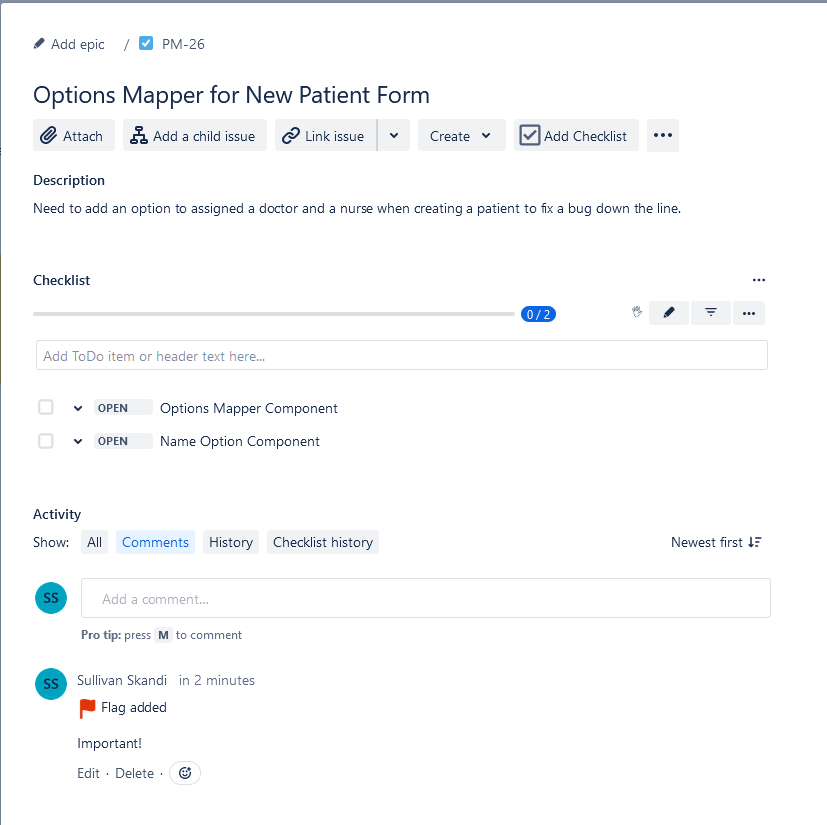 Add epic / PM-26
Options Mapper for New Patient Form
Attach Add a child issue Link issue Create Add Checklist
Description
Need to add an option to assigned a doctor and a nurse when creating a patient to fix a bug down the line.
Checklist
0 / 2
Add ToDo item or header text here...
OPEN Options Mapper Component
OPEN Name Option Component
Activity
Show: All Comments History Checklist history Newest first
SS Add a comment...
Pro tip: press M to comment
SS Sullivan Skandi in 2 minutes
Flag added
Important!
Edit · Delete ·